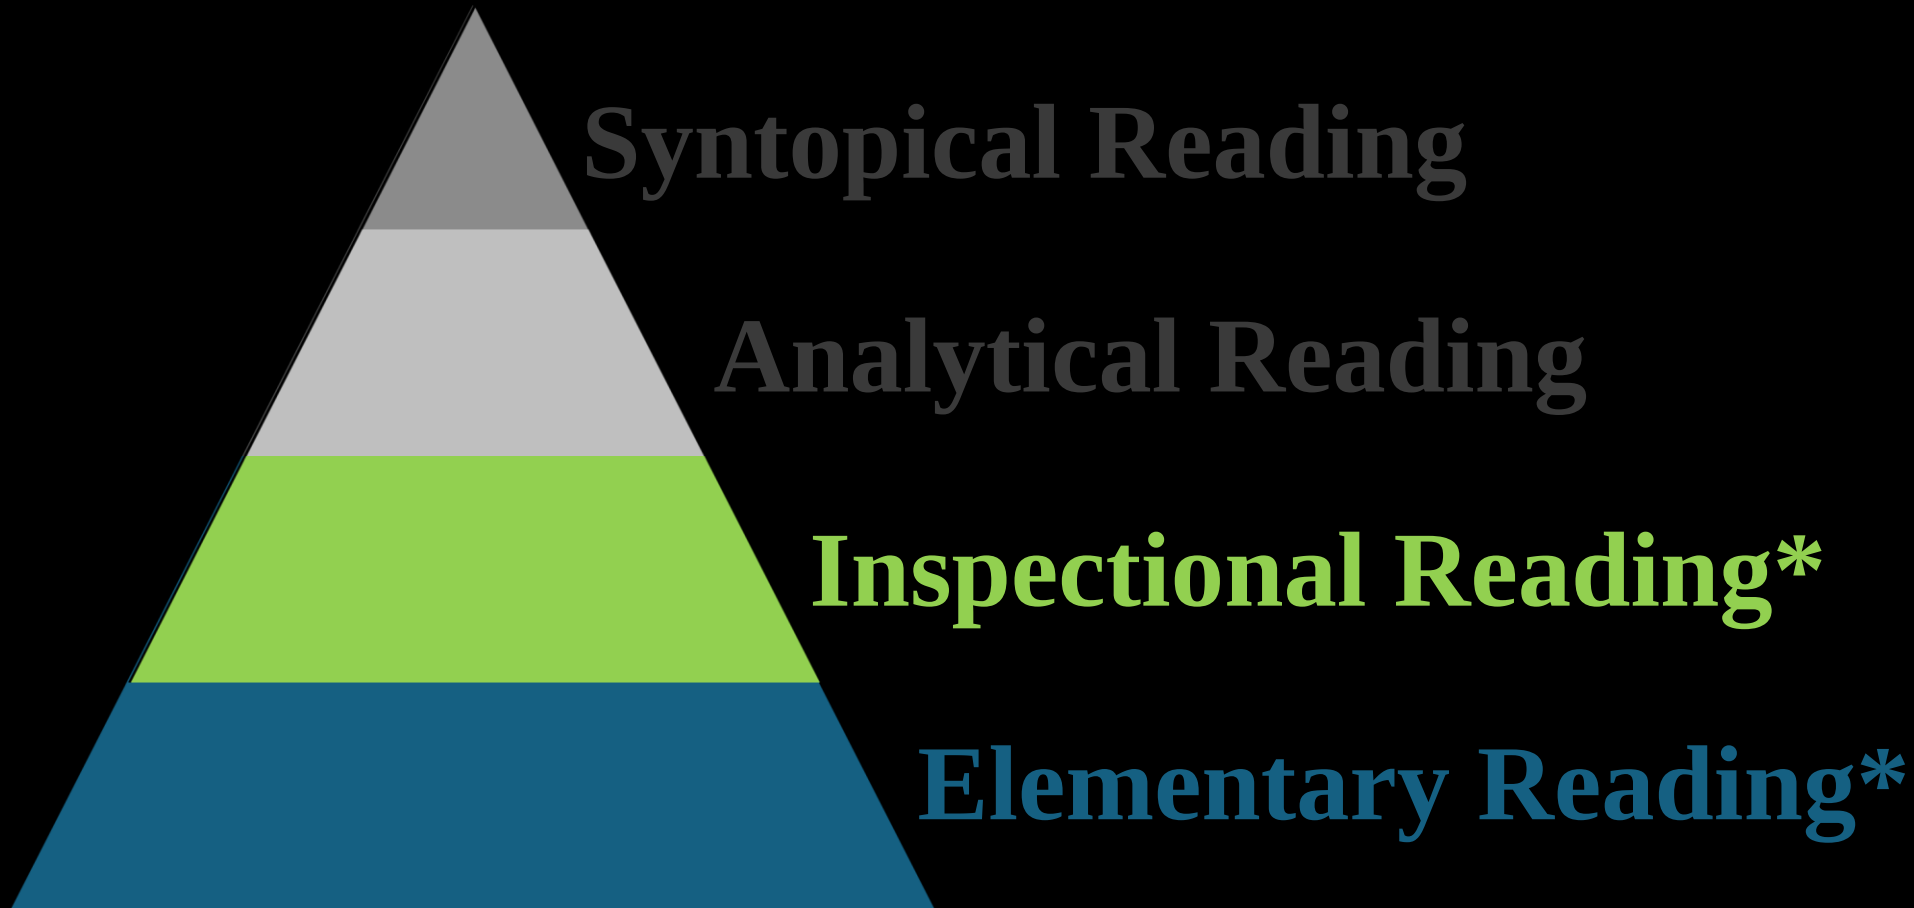 Syntopical Reading
Analytical Reading
Inspectional Reading*
Elementary Reading*